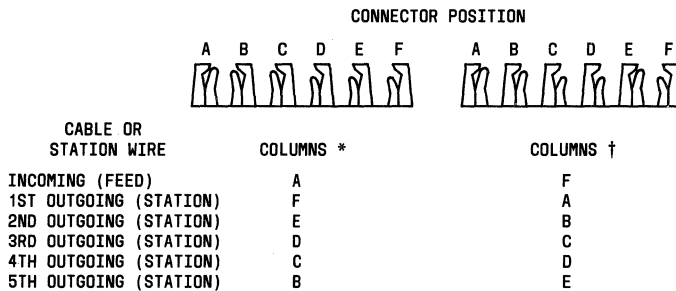 CONNECTOR POSITION
A B C D E F A B C D E F
CABLE OR
STATION WIRE COLUMNS * COLUMNS †
INCOMING (FEED) A F
1ST OUTGOING (STATION) F A
2ND OUTGOING (STATION) E B
3RD OUTGOING (STATION) D C
4TH OUTGOING (STATION) C D
5TH OUTGOING (STATION) B E